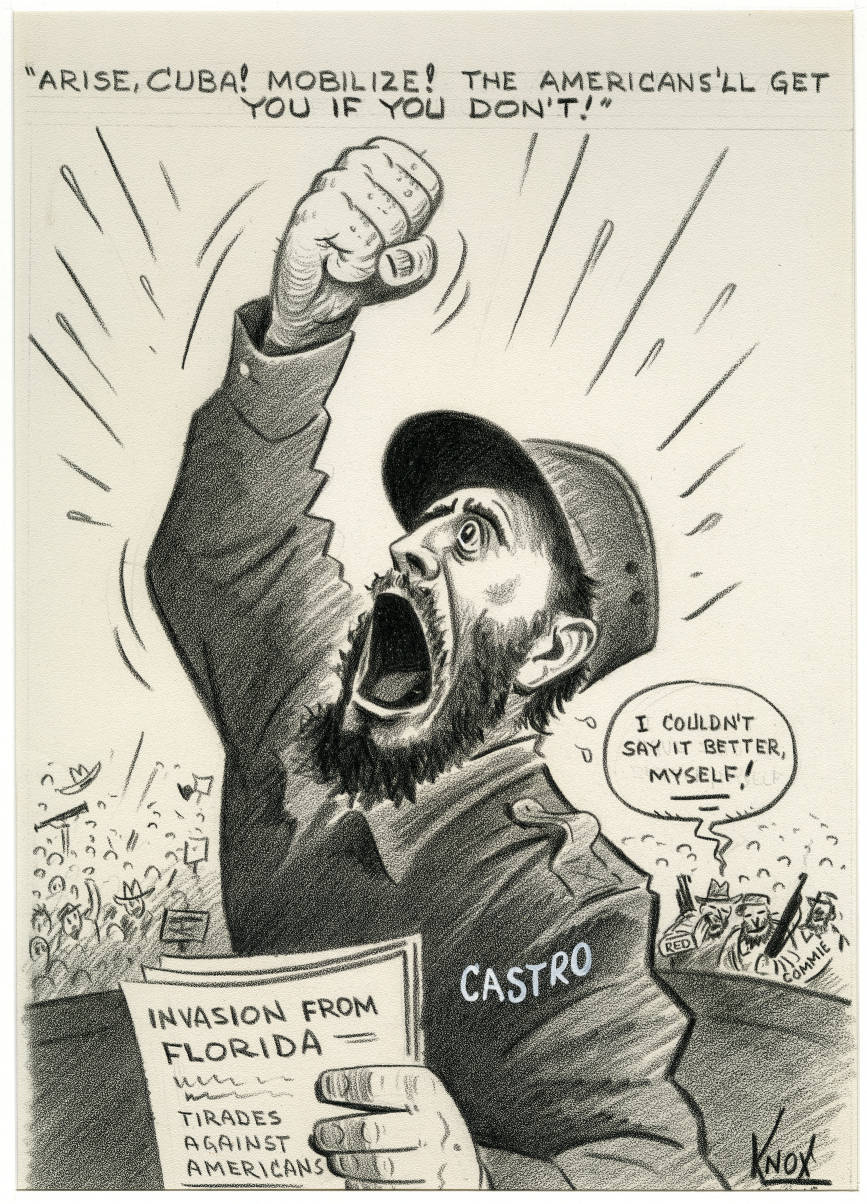 "ARISE, CUBA! MOBILIZE! THE AMERICANS'LL GET
YOU IF YOU DON'T!"
I COULDN'T
SAY IT BETTER,
MYSELF!
RED
COMMIE
CASTRO
INVASION FROM
FLORIDA —
TIRADES
AGAINST
AMERICANS
KNOX